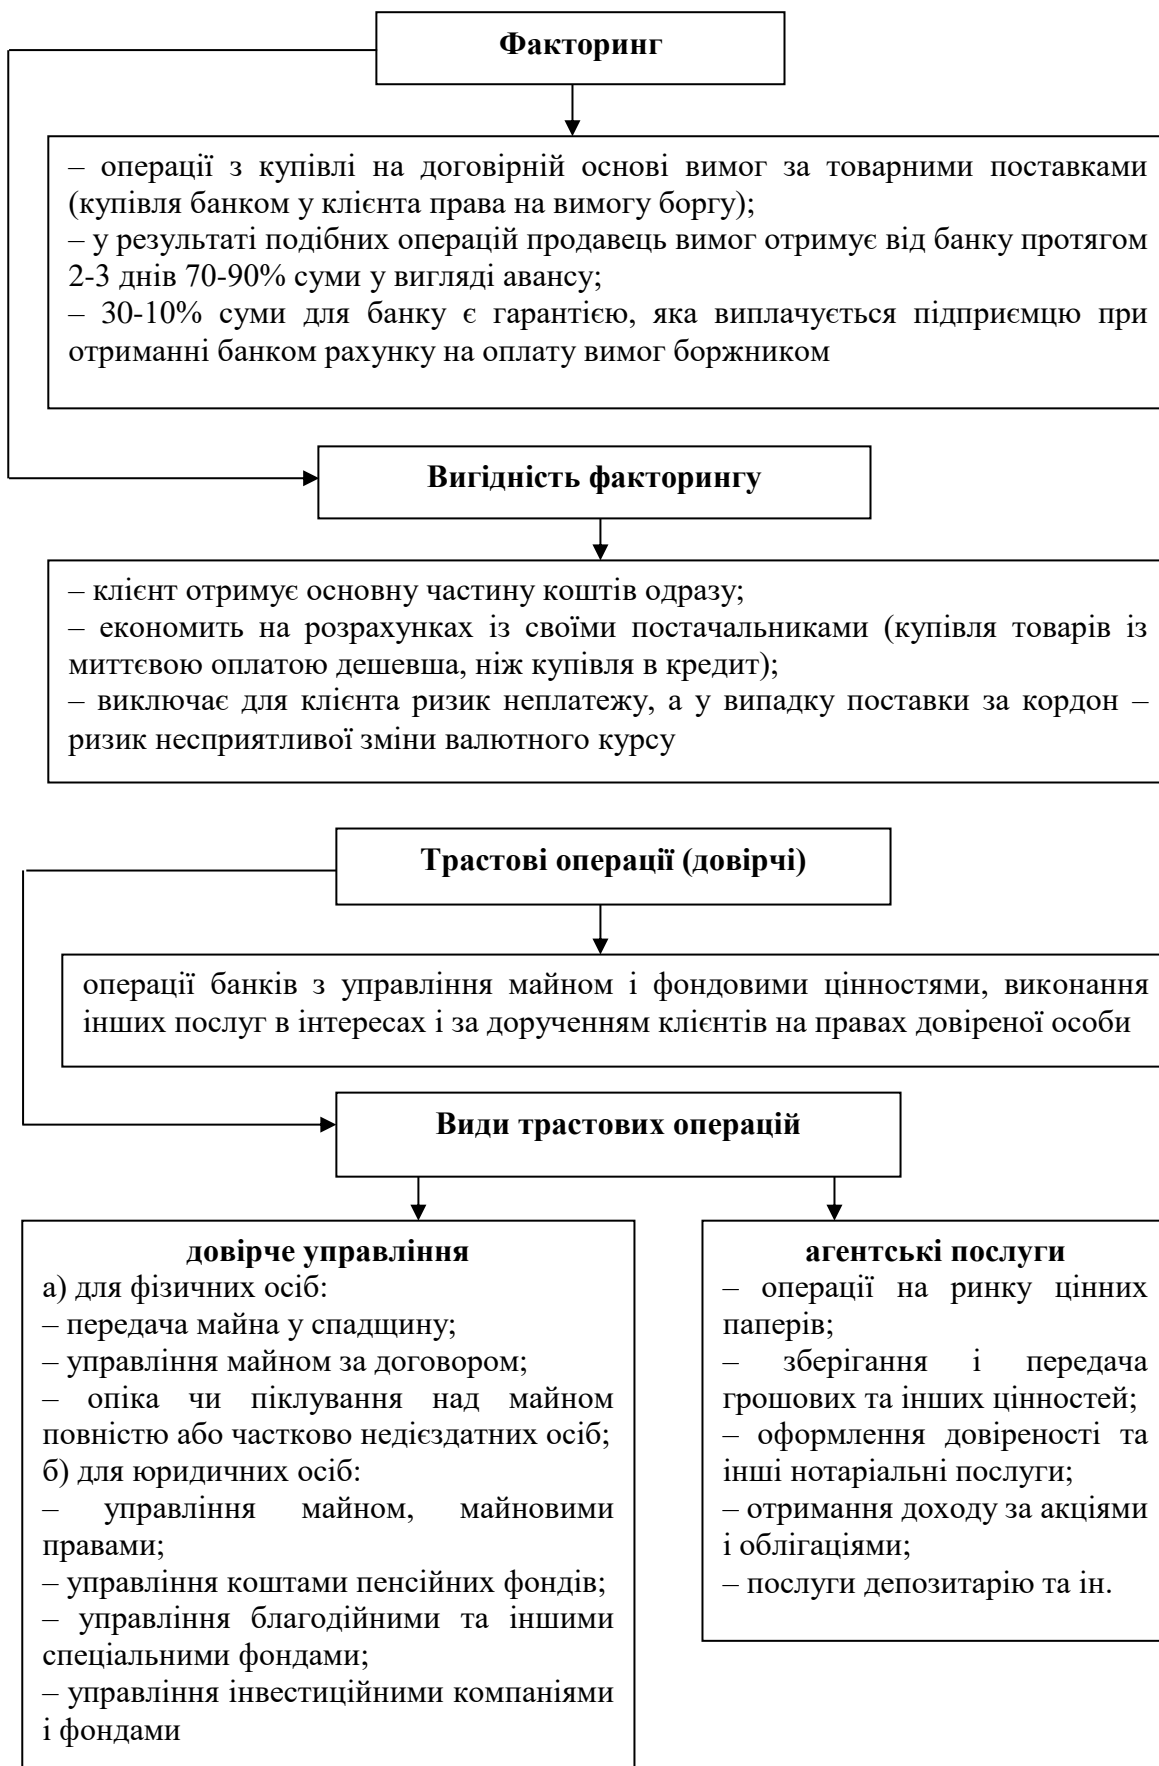 Факторинг
– операції з купівлі на договірній основі вимог за товарними поставками
(купівля банком у клієнта права на вимогу боргу);
– у результаті подібних операцій продавець вимог отримує від банку протягом
2-3 днів 70-90% суми у вигляді авансу;
– 30-10% суми для банку є гарантією, яка виплачується підприємцю при
отриманні банком рахунку на оплату вимог боржником
Вигідність факторингу
– клієнт отримує основну частину коштів одразу;
– економить на розрахунках із своїми постачальниками (купівля товарів із
миттєвою оплатою дешевша, ніж купівля в кредит);
– виключає для клієнта ризик неплатежу, а у випадку поставки за кордон –
ризик несприятливої зміни валютного курсу
Трастові операції (довірчі)
операції банків з управління майном і фондовими цінностями, виконання
інших послуг в інтересах і за дорученням клієнтів на правах довіреної особи
Види трастових операцій
довірче управління
а) для фізичних осіб:
– передача майна у спадщину;
– управління майном за договором;
– опіка чи піклування над майном
повністю або частково недієздатних осіб;
б) для юридичних осіб:
– управління майном, майновими
правами;
– управління коштами пенсійних фондів;
– управління благодійними та іншими
спеціальними фондами;
– управління інвестиційними компаніями
і фондами
агентські послуги
– операції на ринку цінних
паперів;
– зберігання і передача
грошових та інших цінностей;
– оформлення довіреності та
інші нотаріальні послуги;
– отримання доходу за акціями
і облігаціями;
– послуги депозитарію та ін.